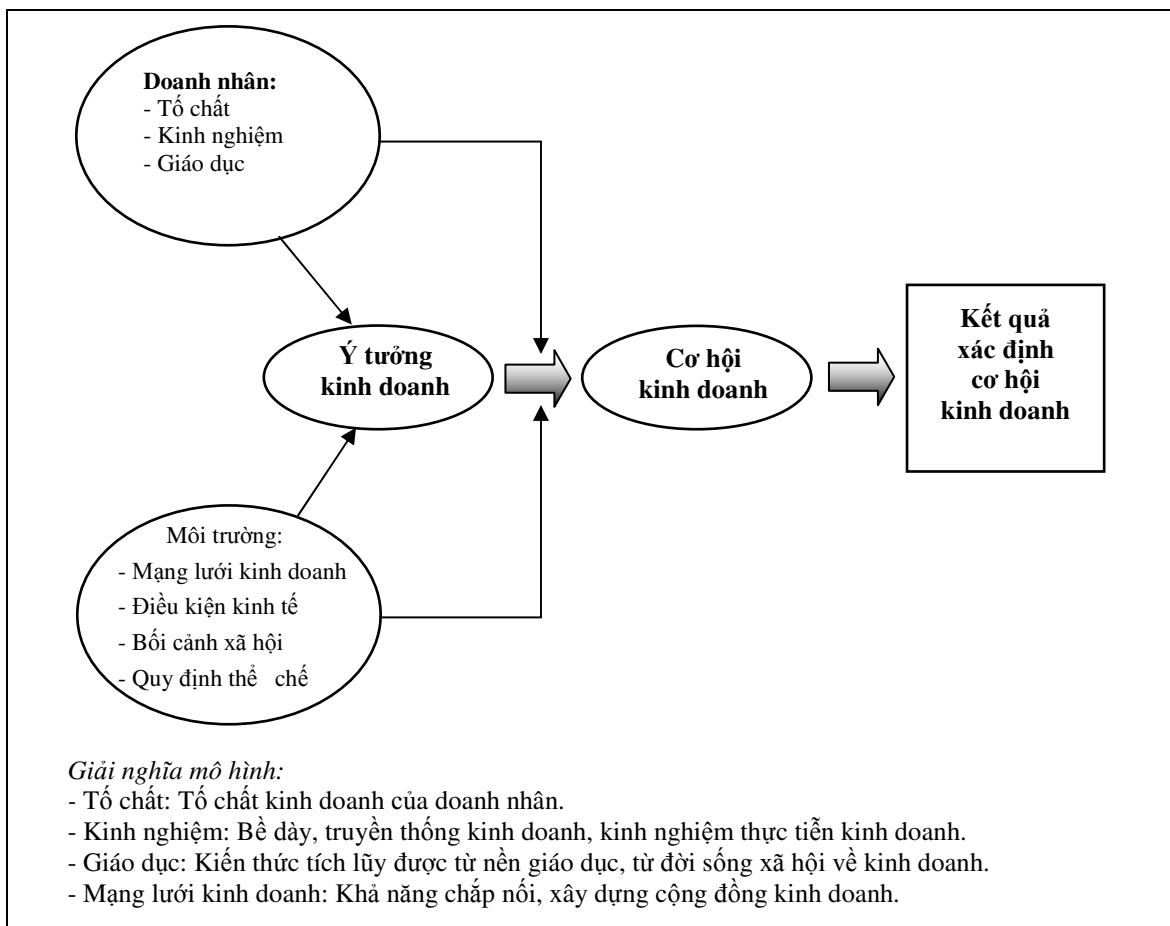 Doanh nhân:
- Tố chất
- Kinh nghiệm
- Giáo dục
Ý tưởng
kinh doanh
Cơ hội
kinh doanh
Kết quả
xác định
cơ hội
kinh doanh
Môi trường:
- Mạng lưới kinh doanh
- Điều kiện kinh tế
- Bối cảnh xã hội
- Quy định thể chế
Giải nghĩa mô hình:
- Tố chất: Tố chất kinh doanh của doanh nhân.
- Kinh nghiệm: Bề dày, truyền thống kinh doanh, kinh nghiệm thực tiễn kinh doanh.
- Giáo dục: Kiến thức tích lũy được từ nền giáo dục, từ đời sống xã hội về kinh doanh.
- Mạng lưới kinh doanh: Khả năng chắp nối, xây dựng cộng đồng kinh doanh.